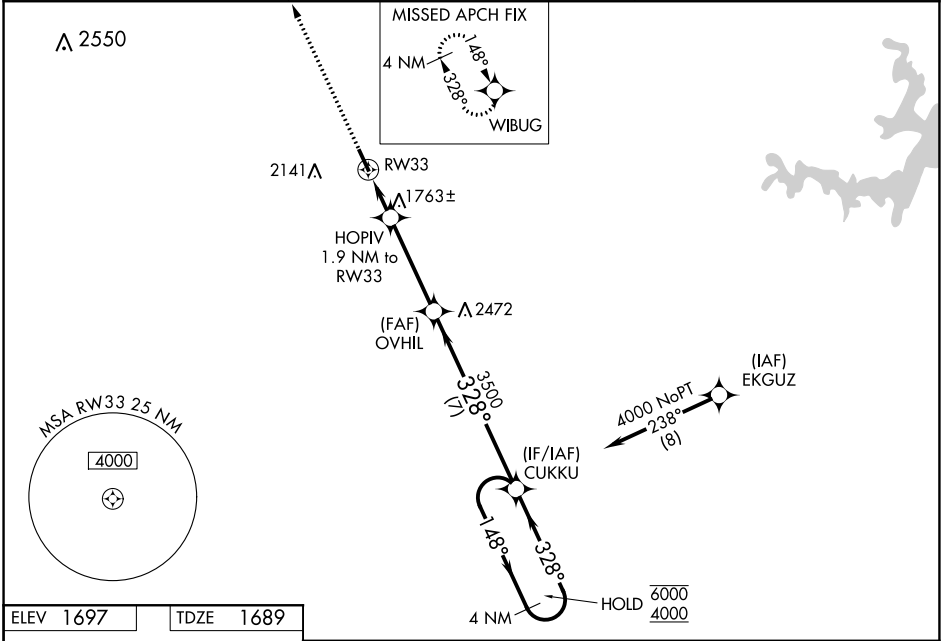 2550
MISSED APCH FIX
148°
4 NM
328°
WIBUG
RW33
2141
1763±
HOPIV
1.9 NM to
RW33
2472
(FAF)
OVHIL
3500
328°
(7)
(IAF)
EKGUZ
4000 NoPT
238°
(8)
MSA RW33 25 NM
4000
(IF/IAF)
CUKKU
148°
328°
4 NM
HOLD 6000
4000
ELEV 1697
TDZE 1689